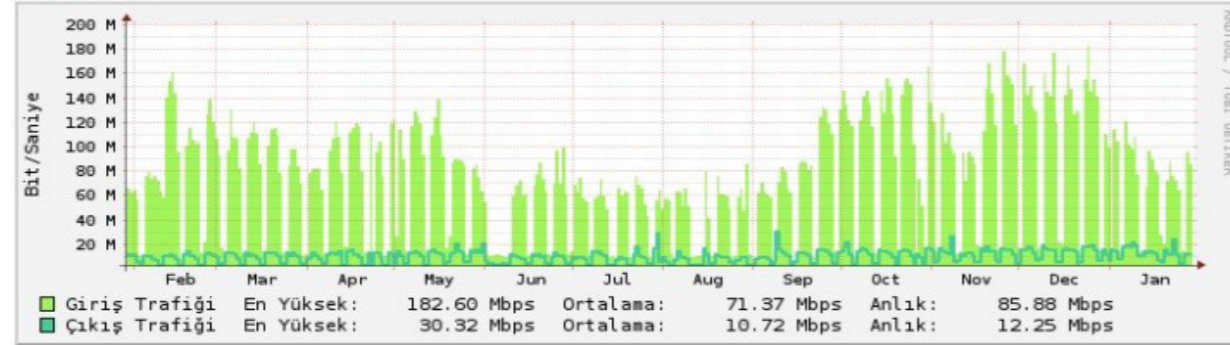 200 M
180 M
160 M
140 M
120 M
100 M
80 M
60 M
40 M
20 M
Bit/Saniye
Feb Mar Apr May Jun Jul Aug Sep Oct Nov Dec Jan
Giriş Trafiği En Yüksek: 182.60 Mbps Ortalama: 71.37 Mbps Anlık: 85.88 Mbps
Çıkış Trafiği En Yüksek: 30.32 Mbps Ortalama: 10.72 Mbps Anlık: 12.25 Mbps